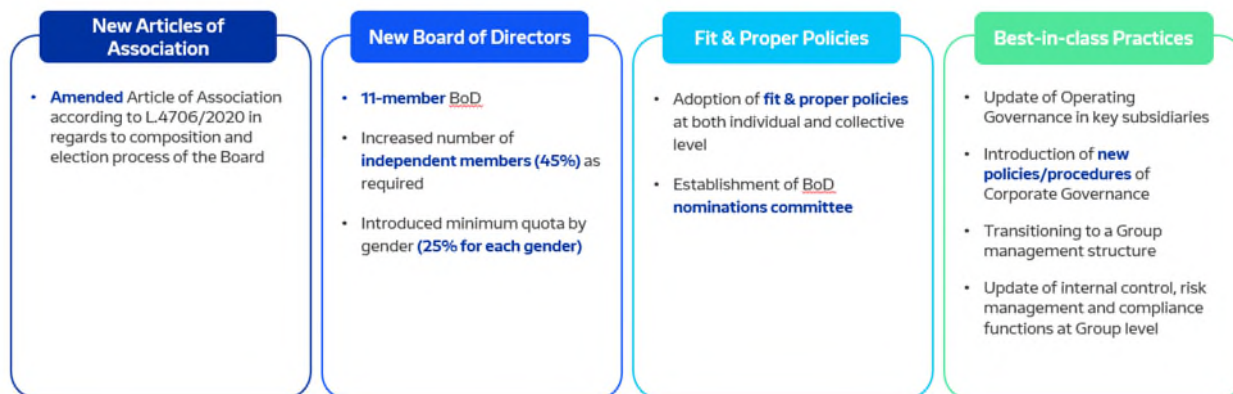 New Articles of
Association
• Amended Article of Association
according to L.4706/2020 in
regards to composition and
election process of the Board
New Board of Directors
• 11-member BoD
• Increased number of
independent members (45%) as
required
• Introduced minimum quota by
gender (25% for each gender)
Fit & Proper Policies
• Adoption of fit & proper policies
at both individual and collective
level
• Establishment of BoD
nominations committee
Best-in-class Practices
• Update of Operating
Governance in key subsidiaries
• Introduction of new
policies/procedures of
Corporate Governance
• Transitioning to a Group
management structure
• Update of internal control, risk
management and compliance
functions at Group level